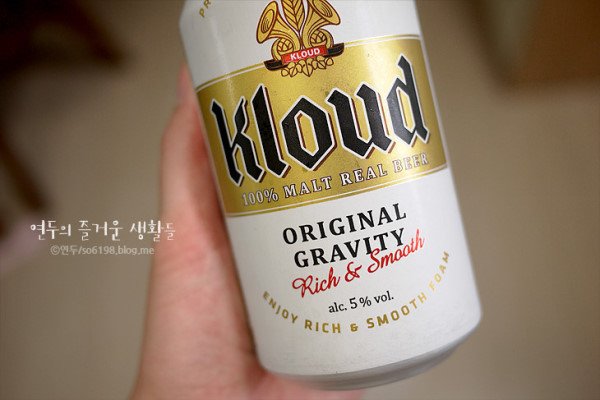 KLOUD
Kloud
100% MALT REAL BEER
ORIGINAL
GRAVITY
Rich & Smooth
alc. 5% vol.
ENJOY RICH & SMOOTH FOAM
연두의 즐거운 생활들
©연두/so6198.blog.me